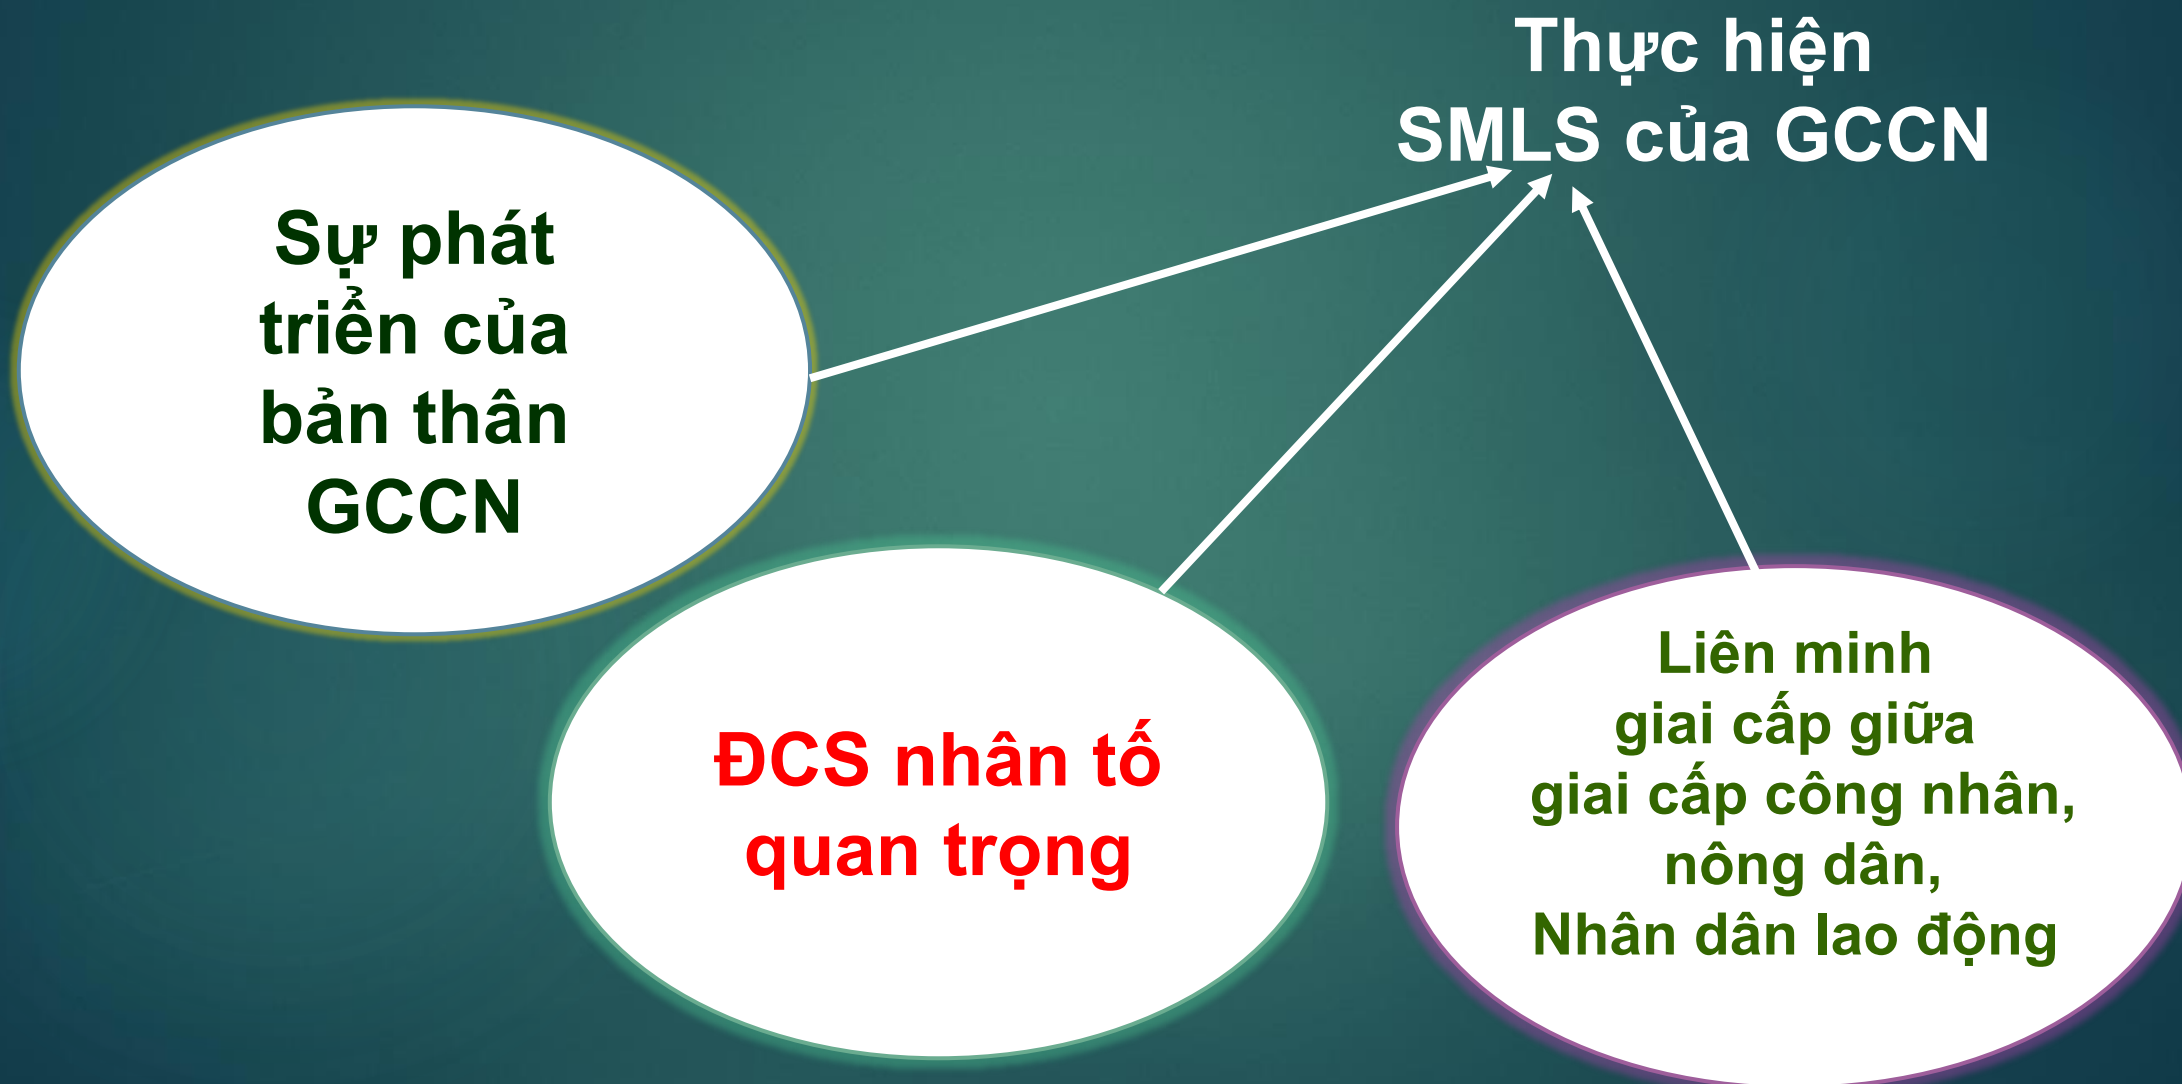 Thực hiện
SMLS của GCCN
Sự phát
triển của
bản thân
GCCN
ĐCS nhân tố
quan trọng
Liên minh
giai cấp giữa
giai cấp công nhân,
nông dân,
Nhân dân lao động